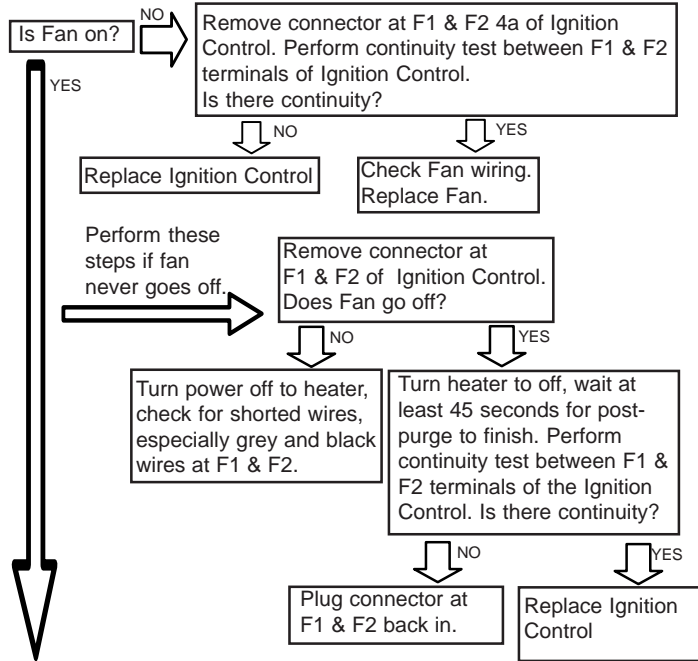 Is Fan on?
NO
Remove connector at F1 & F2 4a of Ignition
Control. Perform continuity test between F1 & F2
terminals of Ignition Control.
Is there continuity?
YES
NO
YES
Replace Ignition Control
Check Fan wiring.
Replace Fan.
Perform these
steps if fan
never goes off.
Remove connector at
F1 & F2 of Ignition Control.
Does Fan go off?
NO
YES
Turn power off to heater,
check for shorted wires,
especially grey and black
wires at F1 & F2.
Turn heater to off, wait at
least 45 seconds for post-
purge to finish. Perform
continuity test between F1 &
F2 terminals of the Ignition
Control. Is there continuity?
NO
YES
Plug connector at
F1 & F2 back in.
Replace Ignition
Control